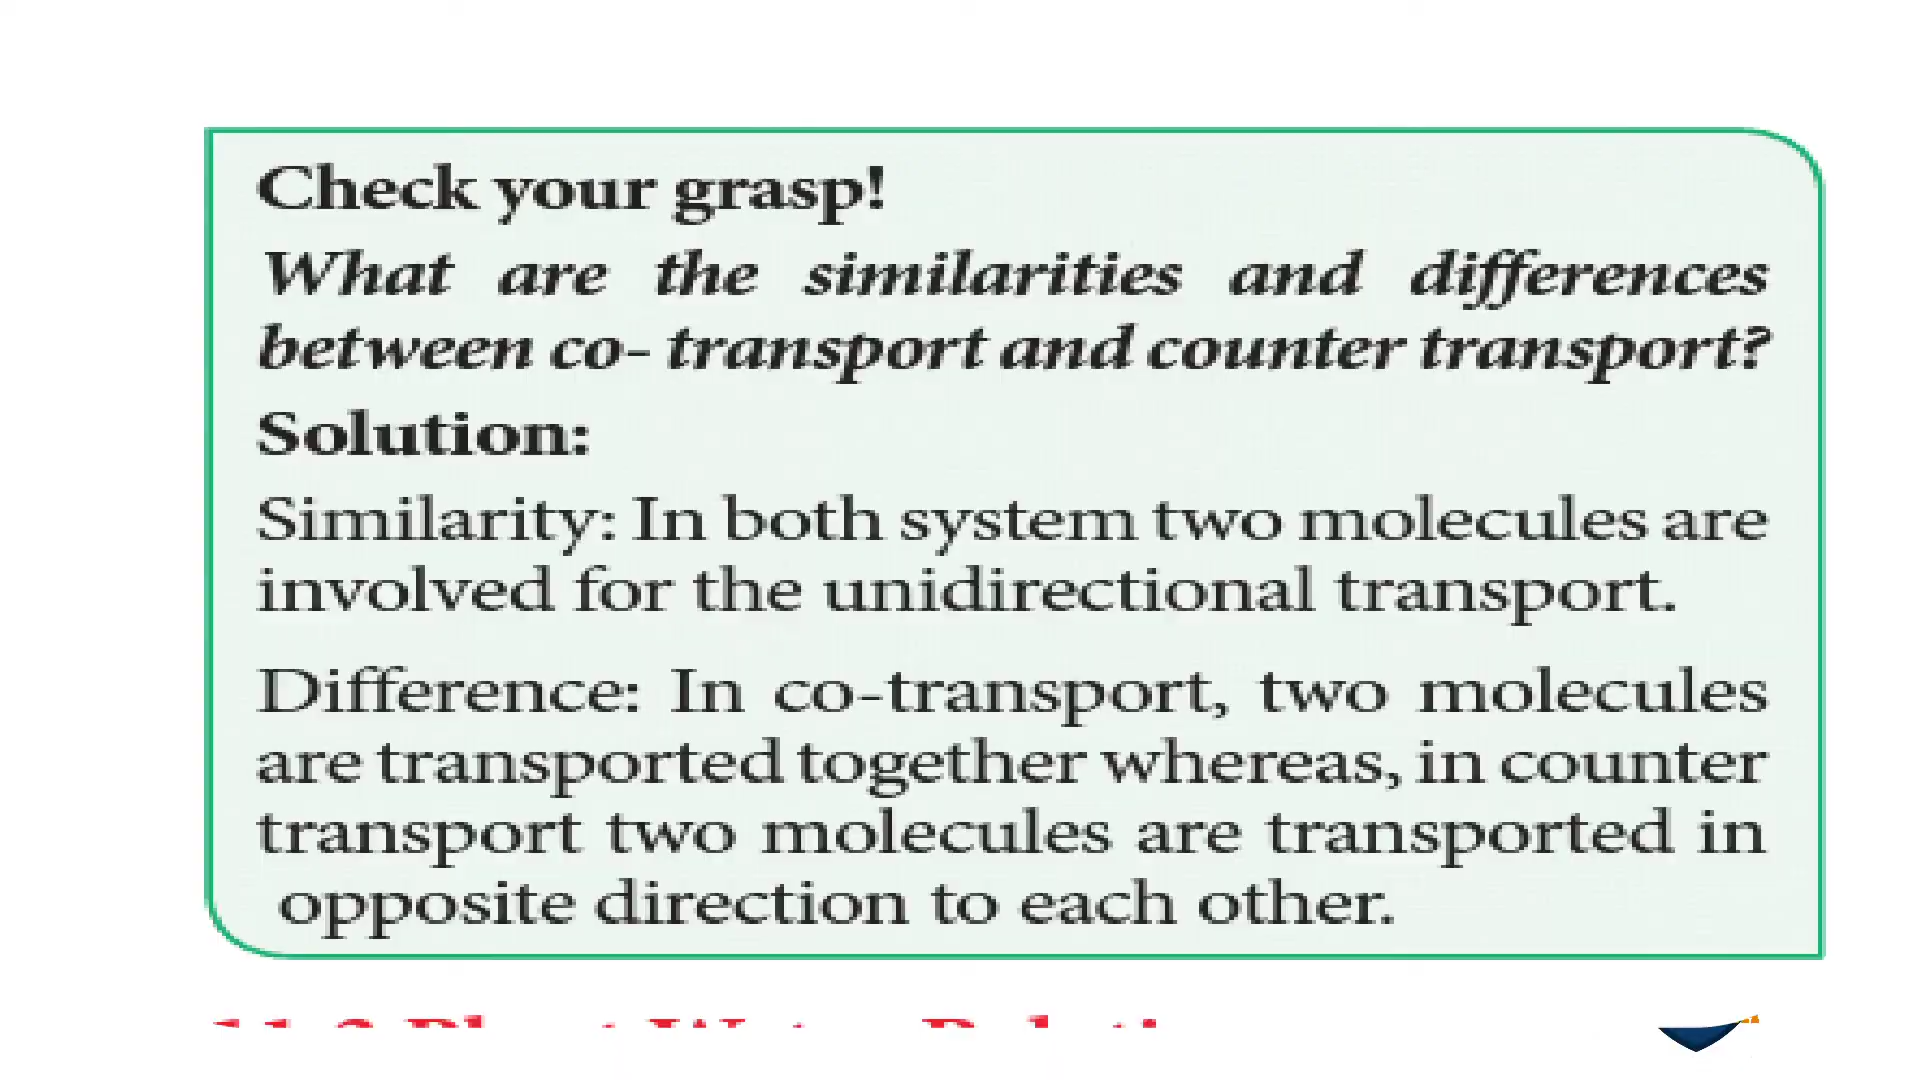 Check your grasp!
What are the similarities and differences
between co- transport and counter transport?
Solution:
Similarity: In both system two molecules are
involved for the unidirectional transport.
Difference: In co-transport, two molecules
are transported together whereas, in counter
transport two molecules are transported in
opposite direction to each other.